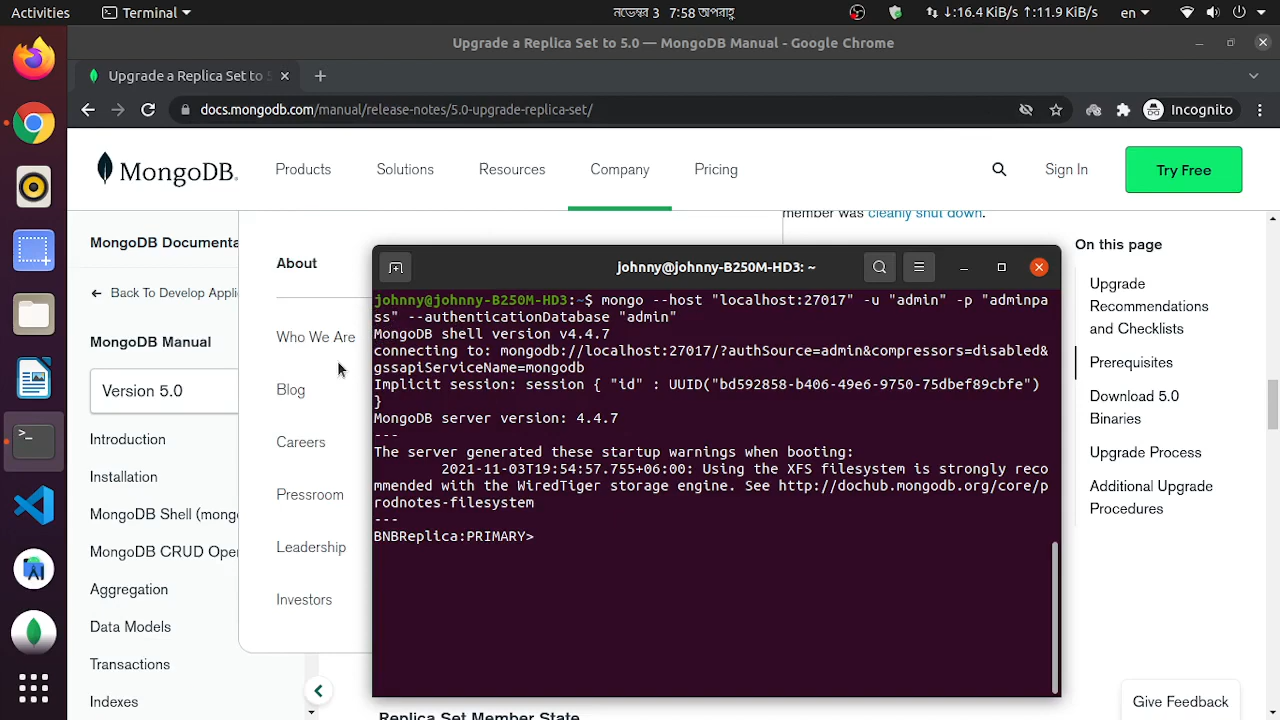 Activities Terminal নভেম্বর 3 7:58 অপরাহ্ণ ↓:16.4 KiB/s ↑:11.9 KiB/s en
Upgrade a Replica Set to 5.0 — MongoDB Manual - Google Chrome
Upgrade a Replica Set to 5
docs.mongodb.com/manual/release-notes/5.0-upgrade-replica-set/ Incognito
MongoDB. Products Solutions Resources Company Pricing Sign In Try Free
member was cleanly shut down.
MongoDB Documenta
← Back To Develop Appli
MongoDB Manual
Version 5.0
Introduction
Installation
MongoDB Shell (mong
MongoDB CRUD Oper
Aggregation
Data Models
Transactions
Indexes
About
Who We Are
Blog
Careers
Pressroom
Leadership
Investors
johnny@johnny-B250M-HD3: ~
johnny@johnny-B250M-HD3:~$ mongo --host "localhost:27017" -u "admin" -p "adminpa
ss" --authenticationDatabase "admin"
MongoDB shell version v4.4.7
connecting to: mongodb://localhost:27017/?authSource=admin&compressors=disabled&
gssapiServiceName=mongodb
Implicit session: session { "id" : UUID("bd592858-b406-49e6-9750-75dbef89cbfe")
}
MongoDB server version: 4.4.7
---
The server generated these startup warnings when booting:
2021-11-03T19:54:57.755+06:00: Using the XFS filesystem is strongly reco
mmended with the WiredTiger storage engine. See http://dochub.mongodb.org/core/p
rodnotes-filesystem
---
BNBReplica:PRIMARY>
On this page
Upgrade
Recommendations
and Checklists
Prerequisites
Download 5.0
Binaries
Upgrade Process
Additional Upgrade
Procedures
Replica Set Member State
Give Feedback